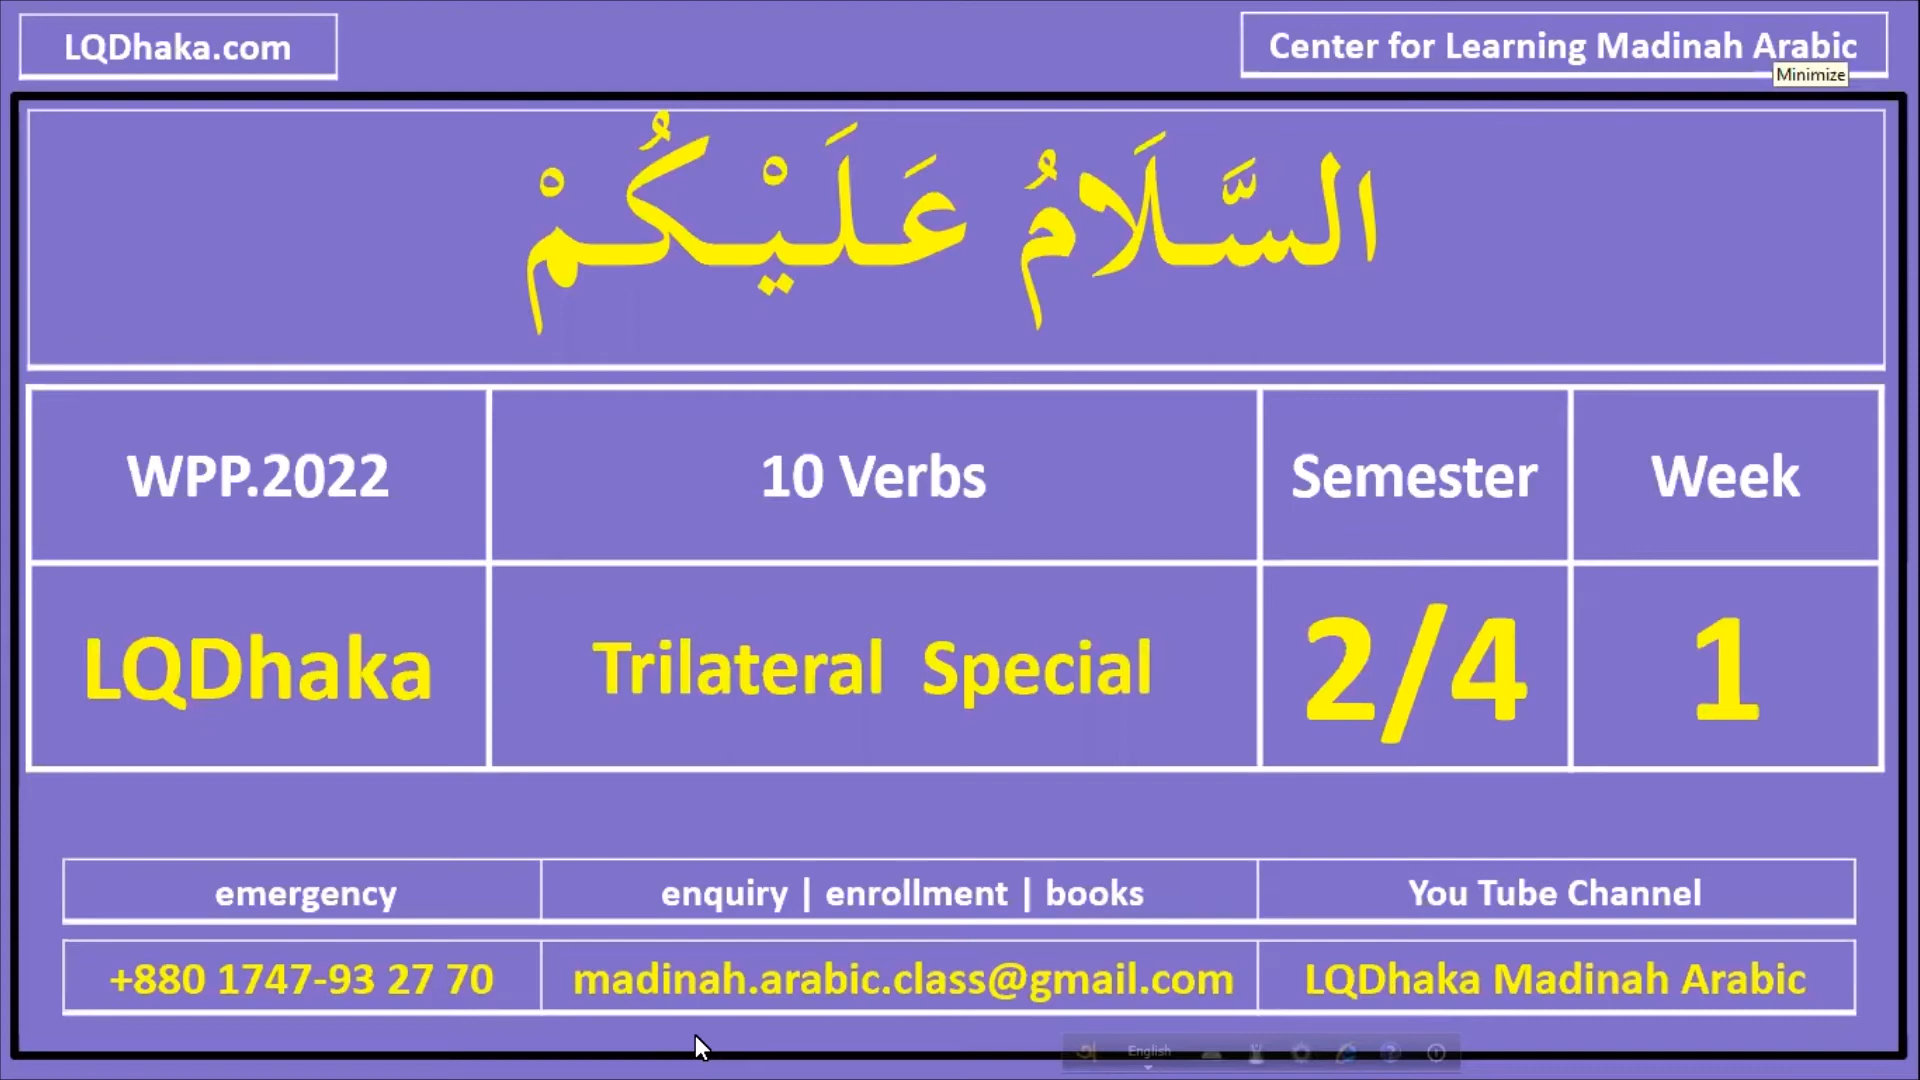 LQDhaka.com
Center for Learning Madinah Arabic
Minimize
السَّلَامُ عَلَيْكُمْ
WPP.2022
10 Verbs
Semester
Week
LQDhaka
Trilateral Special
2/4
1
emergency
enquiry | enrollment | books
You Tube Channel
+880 1747-93 27 70
madinah.arabic.class@gmail.com
LQDhaka Madinah Arabic
English